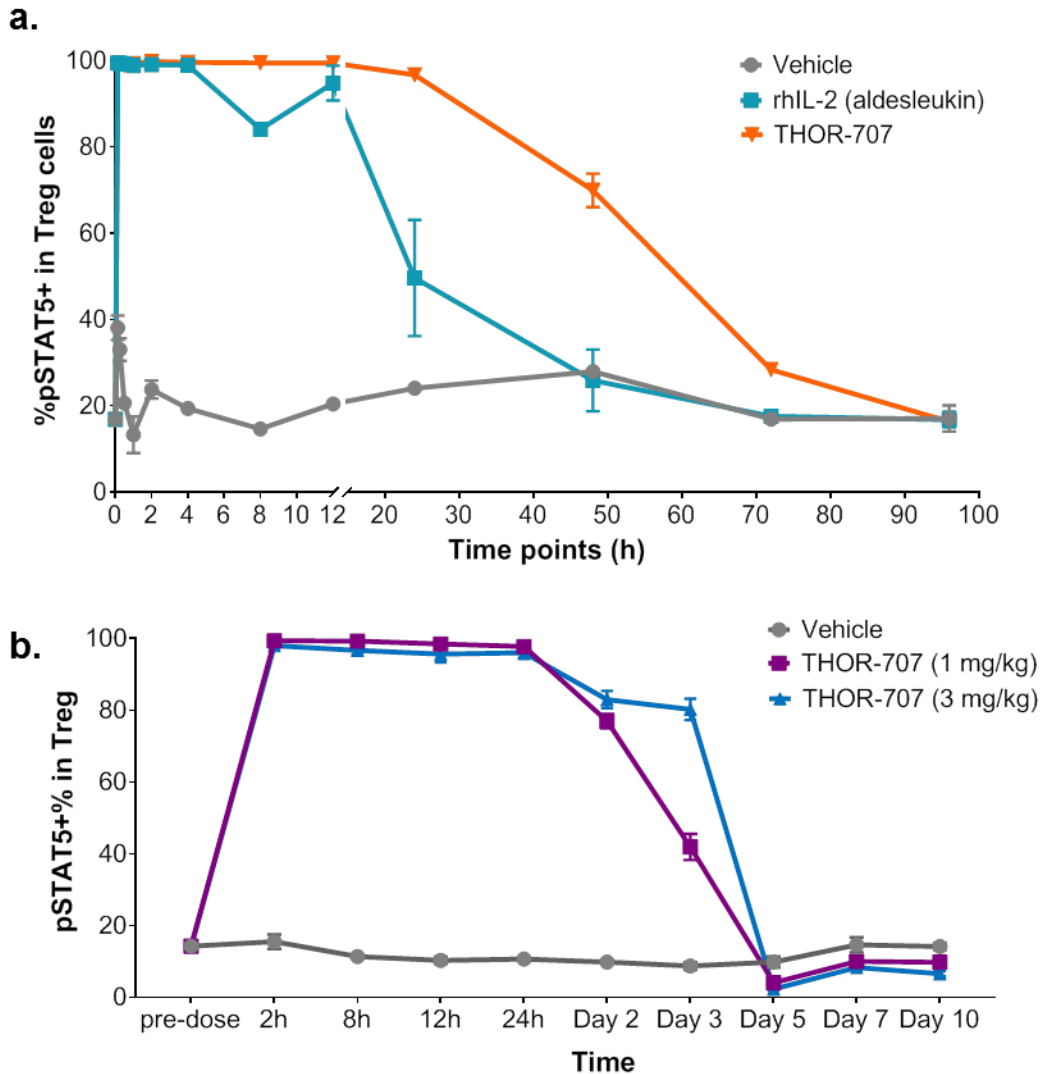 a.
100
80
60
40
20
0
%pSTAT5+ in Treg cells
Vehicle
rhIL-2 (aldesleukin)
THOR-707
0 2 4 6 8 10 12 20 30 40 50 60 70 80 90 100
Time points (h)
b.
100
80
60
40
20
0
pSTAT5+% in Treg
Vehicle
THOR-707 (1 mg/kg)
THOR-707 (3 mg/kg)
pre-dose 2h 8h 12h 24h Day 2 Day 3 Day 5 Day 7 Day 10
Time